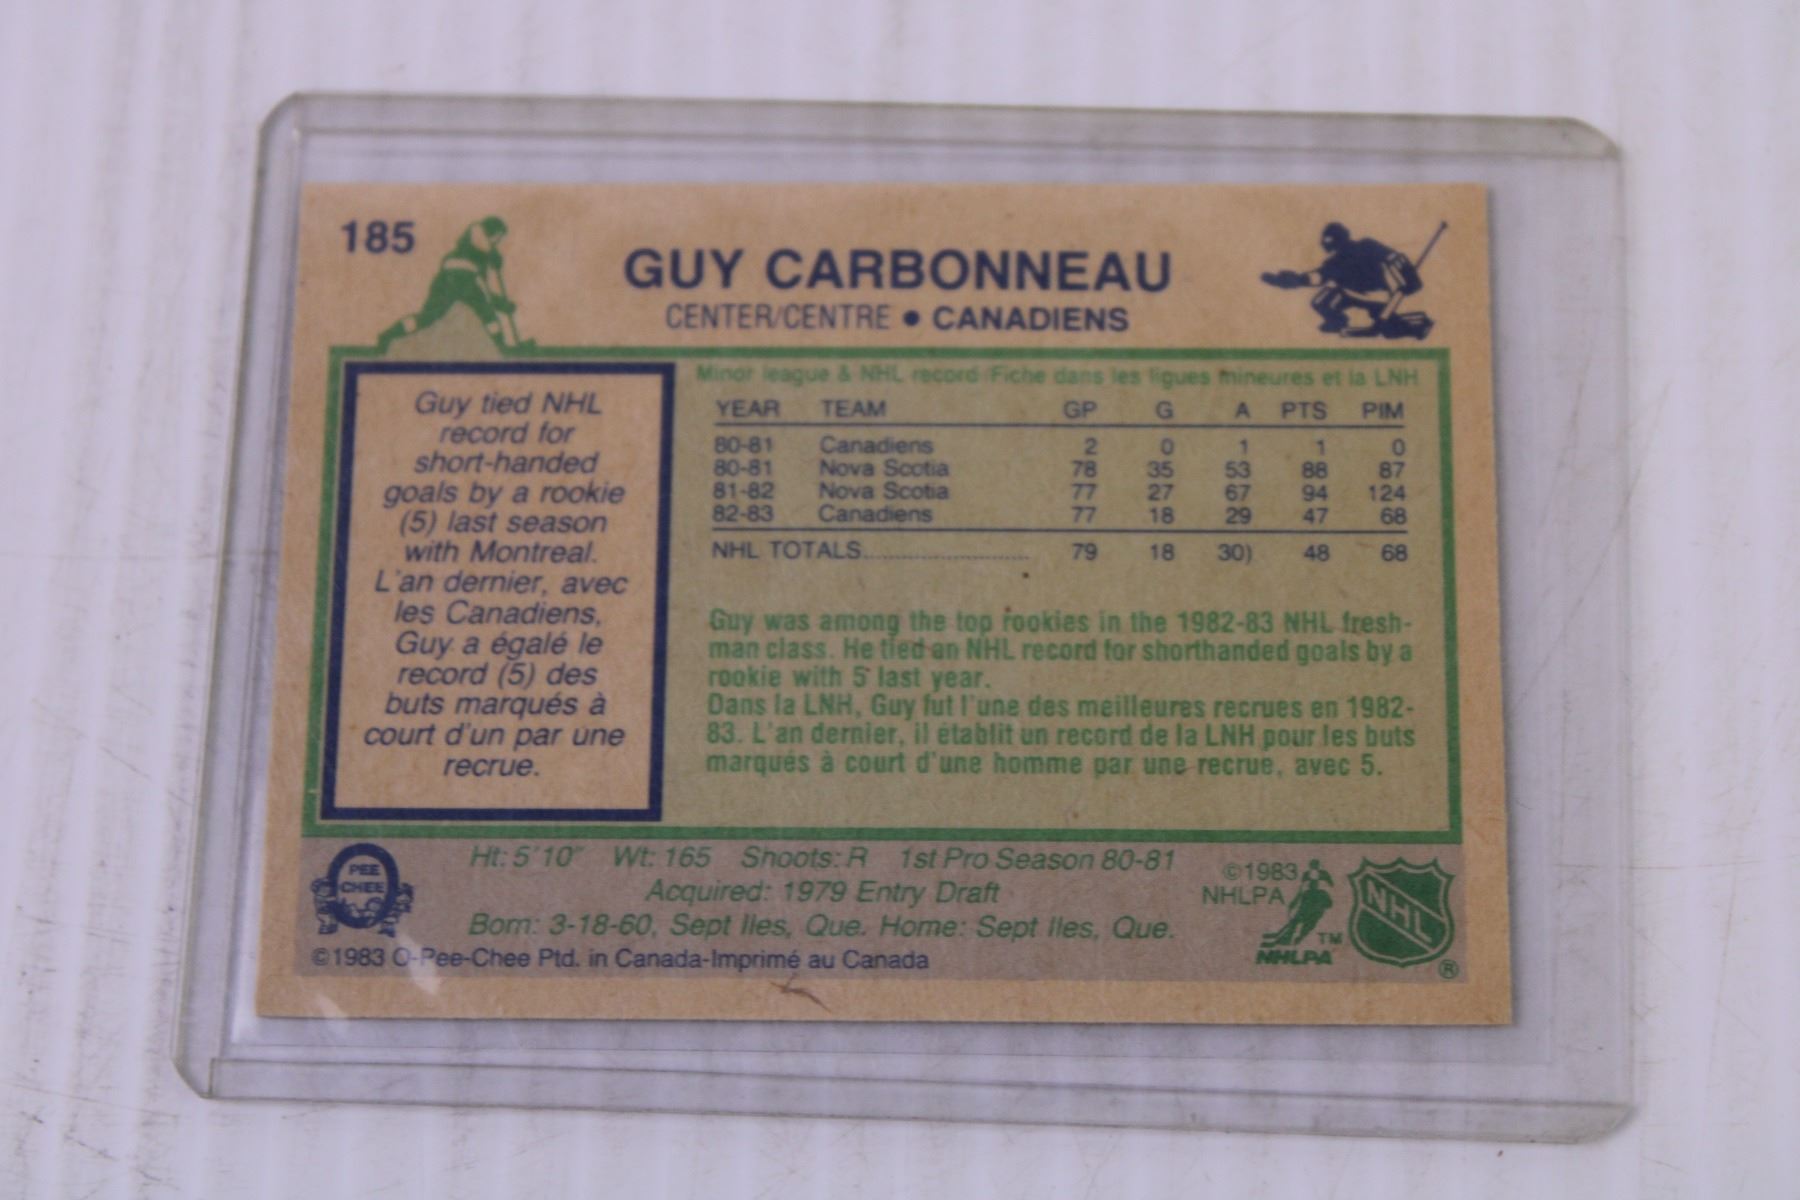 185
GUY CARBONNEAU
CENTER/CENTRE • CANADIENS
Guy tied NHL
record for
short-handed
goals by a rookie
(5) last season
with Montreal.
L'an dernier, avec
les Canadiens,
Guy a égalé le
record (5) des
buts marqués à
court d'un par une
recrue.
Minor league & NHL record/Fiche dans les ligues mineures et la LNH
YEAR TEAM GP G A PTS PIM
80-81 Canadiens 2 0 1 1 0
80-81 Nova Scotia 78 35 53 88 87
81-82 Nova Scotia 77 27 67 94 124
82-83 Canadiens 77 18 29 47 68
NHL TOTALS........................ 79 18 30) 48 68
Guy was among the top rookies in the 1982-83 NHL fresh-
man class. He tied an NHL record for shorthanded goals by a
rookie with 5 last year.
Dans la LNH, Guy fut l'une des meilleures recrues en 1982-
83. L'an dernier, il établit un record de la LNH pour les buts
marqués à court d'une homme par une recrue, avec 5.
O PEE CHEE
Ht: 5'10" Wt: 165 Shoots: R 1st Pro Season 80-81
Acquired: 1979 Entry Draft
Born: 3-18-60, Sept Iles, Que. Home: Sept Iles, Que.
©1983 O-Pee-Chee Ptd. in Canada-Imprimé au Canada
©1983
NHLPA
TM
NHLPA
NHL
®